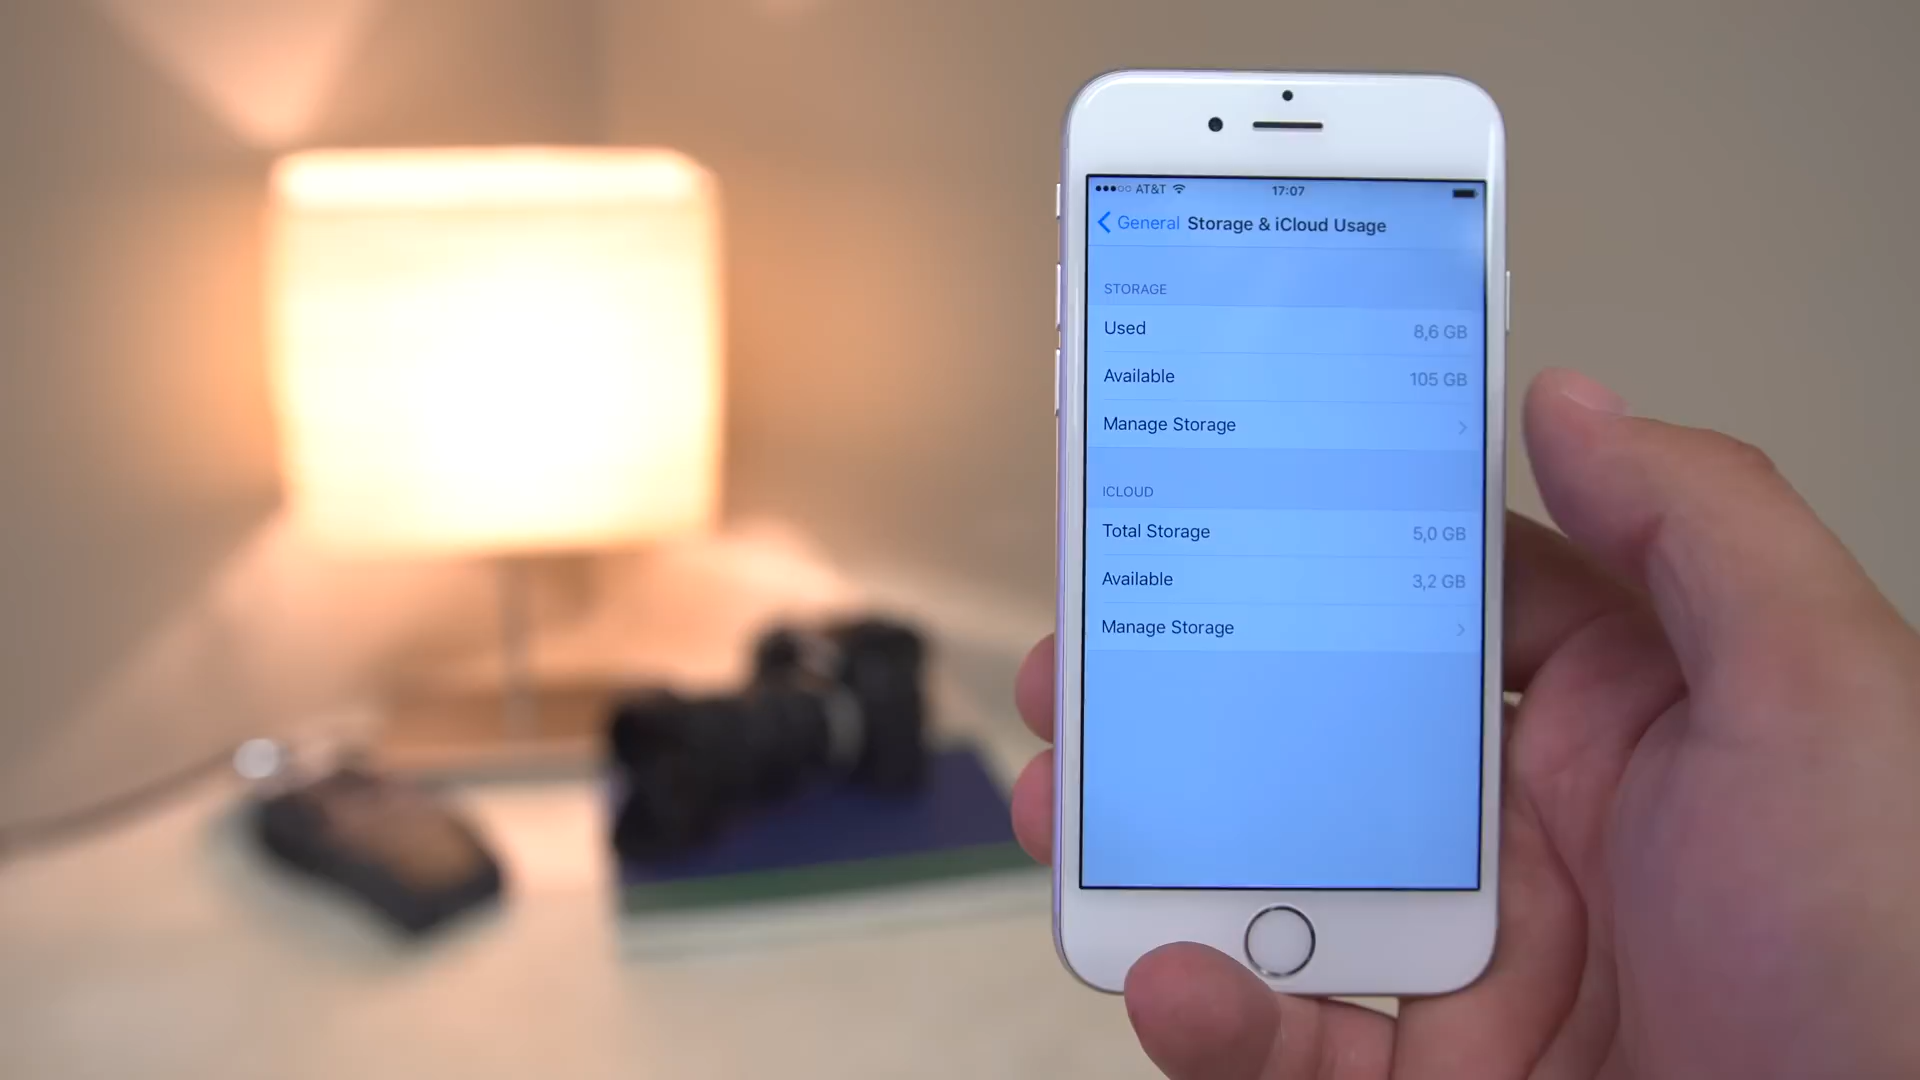 AT&T 17:07
General Storage & iCloud Usage
STORAGE
Used 8,6 GB
Available 105 GB
Manage Storage
ICLOUD
Total Storage 5,0 GB
Available 3,2 GB
Manage Storage